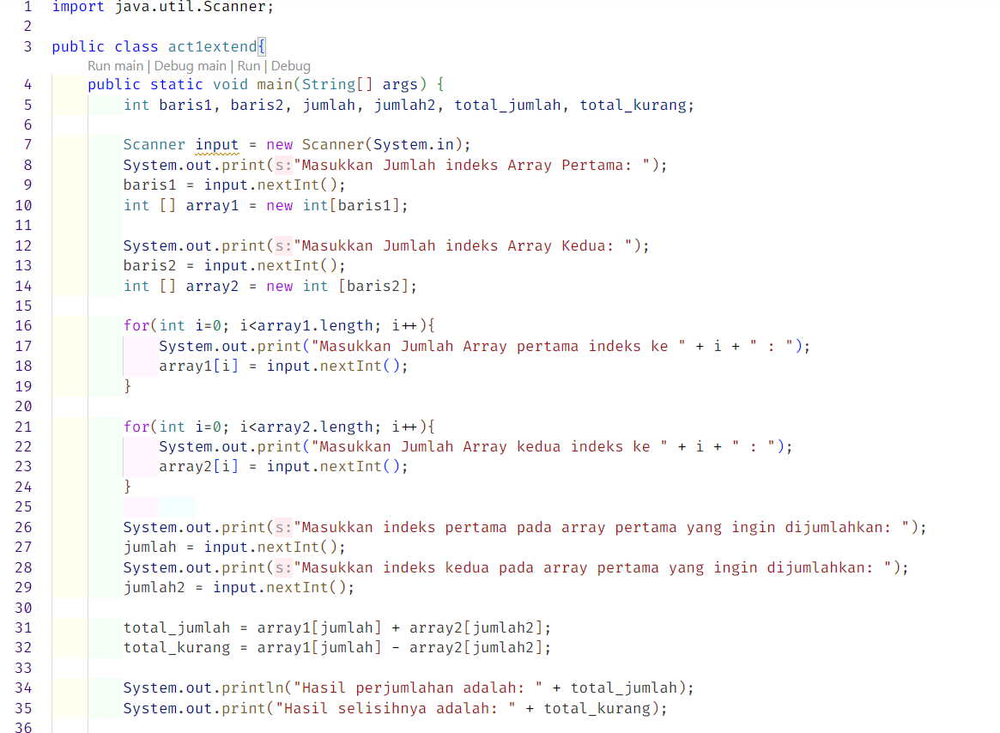 1 import java.util.Scanner;
2
3 public class act1extend{
Run main | Debug main | Run | Debug
4 public static void main(String[] args) {
5 int baris1, baris2, jumlah, jumlah2, total_jumlah, total_kurang;
6
7 Scanner input = new Scanner(System.in);
8 System.out.print(s:"Masukkan Jumlah indeks Array Pertama: ");
9 baris1 = input.nextInt();
10 int [] array1 = new int[baris1];
11
12 System.out.print(s:"Masukkan Jumlah indeks Array Kedua: ");
13 baris2 = input.nextInt();
14 int [] array2 = new int [baris2];
15
16 for(int i=0; i<array1.length; i++){
17 System.out.print("Masukkan Jumlah Array pertama indeks ke " + i + " : ");
18 array1[i] = input.nextInt();
19 }
20
21 for(int i=0; i<array2.length; i++){
22 System.out.print("Masukkan Jumlah Array kedua indeks ke " + i + " : ");
23 array2[i] = input.nextInt();
24 }
25
26 System.out.print(s:"Masukkan indeks pertama pada array pertama yang ingin dijumlahkan: ");
27 jumlah = input.nextInt();
28 System.out.print(s:"Masukkan indeks kedua pada array pertama yang ingin dijumlahkan: ");
29 jumlah2 = input.nextInt();
30
31 total_jumlah = array1[jumlah] + array2[jumlah2];
32 total_kurang = array1[jumlah] - array2[jumlah2];
33
34 System.out.println("Hasil perjumlahan adalah: " + total_jumlah);
35 System.out.print("Hasil selisihnya adalah: " + total_kurang);
36